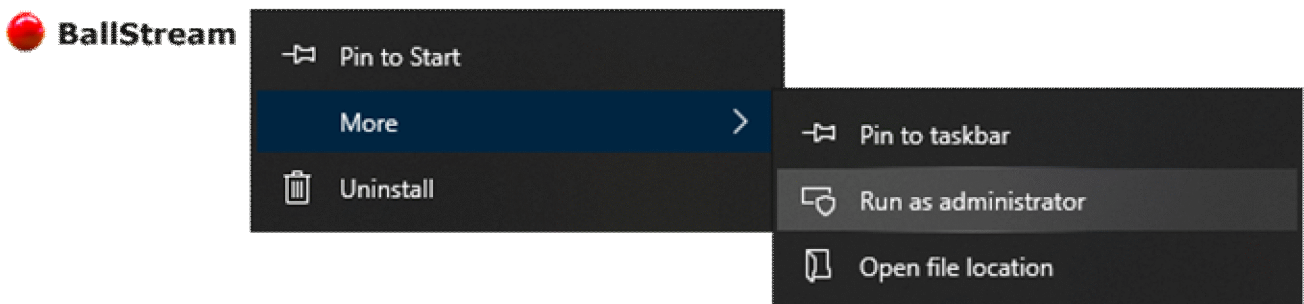 BallStream
Pin to Start
More
Uninstall
Pin to taskbar
Run as administrator
Open file location